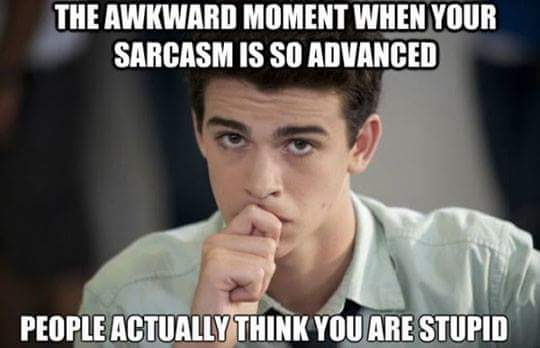 THE AWKWARD MOMENT WHEN YOUR
SARCASM IS SO ADVANCED
PEOPLE ACTUALLY THINK YOU ARE STUPID